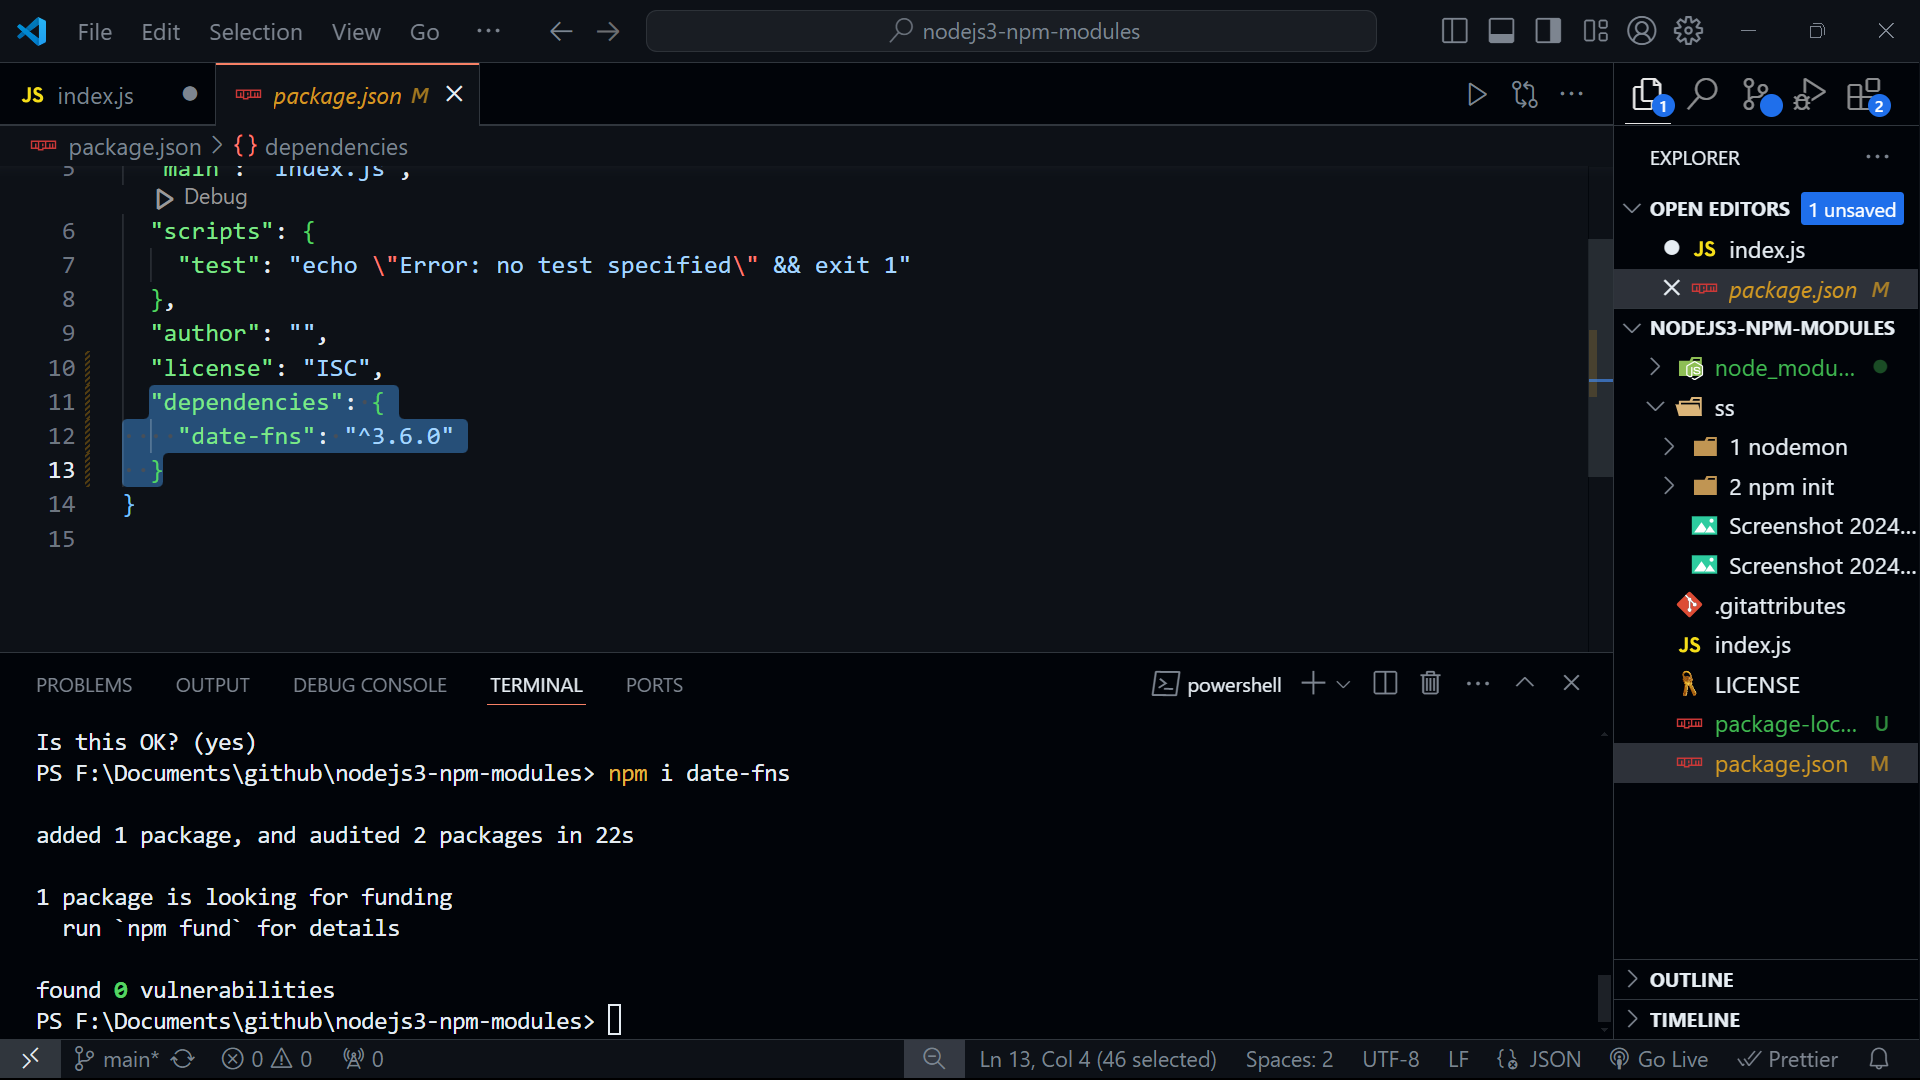 File Edit Selection View Go ··· nodejs3-npm-modules
JS index.js package.json M
package.json > {} dependencies
5 "main": "index.js",
Debug
6 "scripts": {
7 "test": "echo \"Error: no test specified\" && exit 1"
8 },
9 "author": "",
10 "license": "ISC",
11 "dependencies": {
12 "date-fns": "^3.6.0"
13 }
14 }
15
PROBLEMS OUTPUT DEBUG CONSOLE TERMINAL PORTS powershell
Is this OK? (yes)
PS F:\Documents\github\nodejs3-npm-modules> npm i date-fns
added 1 package, and audited 2 packages in 22s
1 package is looking for funding
run `npm fund` for details
found 0 vulnerabilities
PS F:\Documents\github\nodejs3-npm-modules>
1 2
EXPLORER
OPEN EDITORS 1 unsaved
JS index.js
package.json M
NODEJS3-NPM-MODULES
node_modu...
ss
1 nodemon
2 npm init
Screenshot 2024...
Screenshot 2024...
.gitattributes
JS index.js
LICENSE
package-loc... U
package.json M
OUTLINE
TIMELINE
main* 0 0 0 Ln 13, Col 4 (46 selected) Spaces: 2 UTF-8 LF {} JSON Go Live Prettier